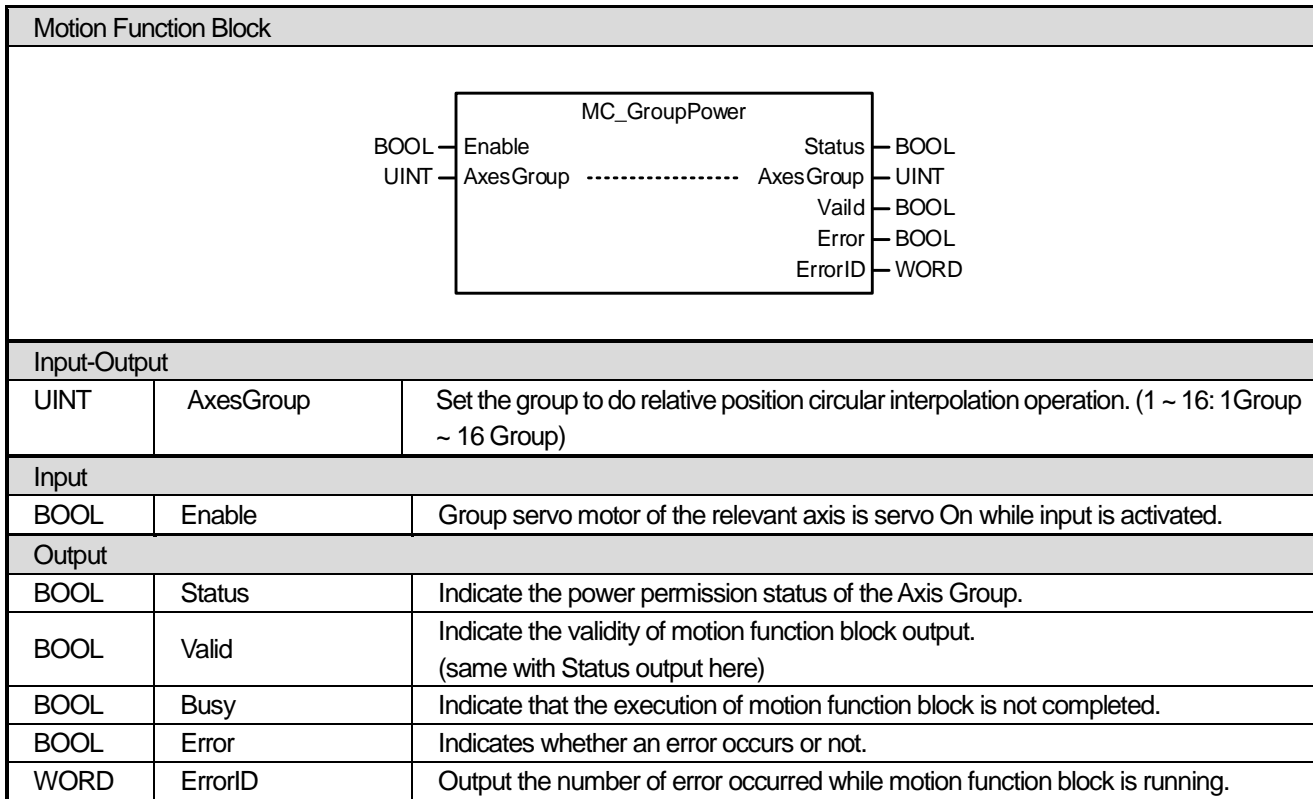 Motion Function Block
MC_GroupPower
BOOL Enable Status BOOL
UINT AxesGroup AxesGroup UINT
Vaild BOOL
Error BOOL
ErrorID WORD
Input-Output
UINT AxesGroup Set the group to do relative position circular interpolation operation. (1 ~ 16: 1Group
~ 16 Group)
Input
BOOL Enable Group servo motor of the relevant axis is servo On while input is activated.
Output
BOOL Status Indicate the power permission status of the Axis Group.
BOOL Valid Indicate the validity of motion function block output.
(same with Status output here)
BOOL Busy Indicate that the execution of motion function block is not completed.
BOOL Error Indicates whether an error occurs or not.
WORD ErrorID Output the number of error occurred while motion function block is running.